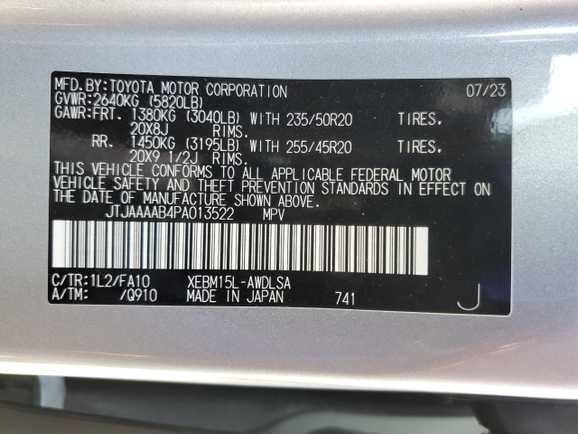 MFD.BY:TOYOTA MOTOR CORPORATION 07/23
GVWR:2640KG (5820LB)
GAWR:FRT. 1380KG (3040LB) WITH 235/50R20 TIRES.
20X8J RIMS.
RR. 1450KG (3195LB) WITH 255/45R20 TIRES.
20X9 1/2J RIMS.
THIS VEHICLE CONFORMS TO ALL APPLICABLE FEDERAL MOTOR
VEHICLE SAFETY AND THEFT PREVENTION STANDARDS IN EFFECT ON
THE DATE OF MANUFACTURE SHOWN ABOVE.
JTJAAAAB4PA013522 MPV
C/TR:1L2/FA10 XEBM15L-AWDLSA
A/TM: /Q910 MADE IN JAPAN 741 J